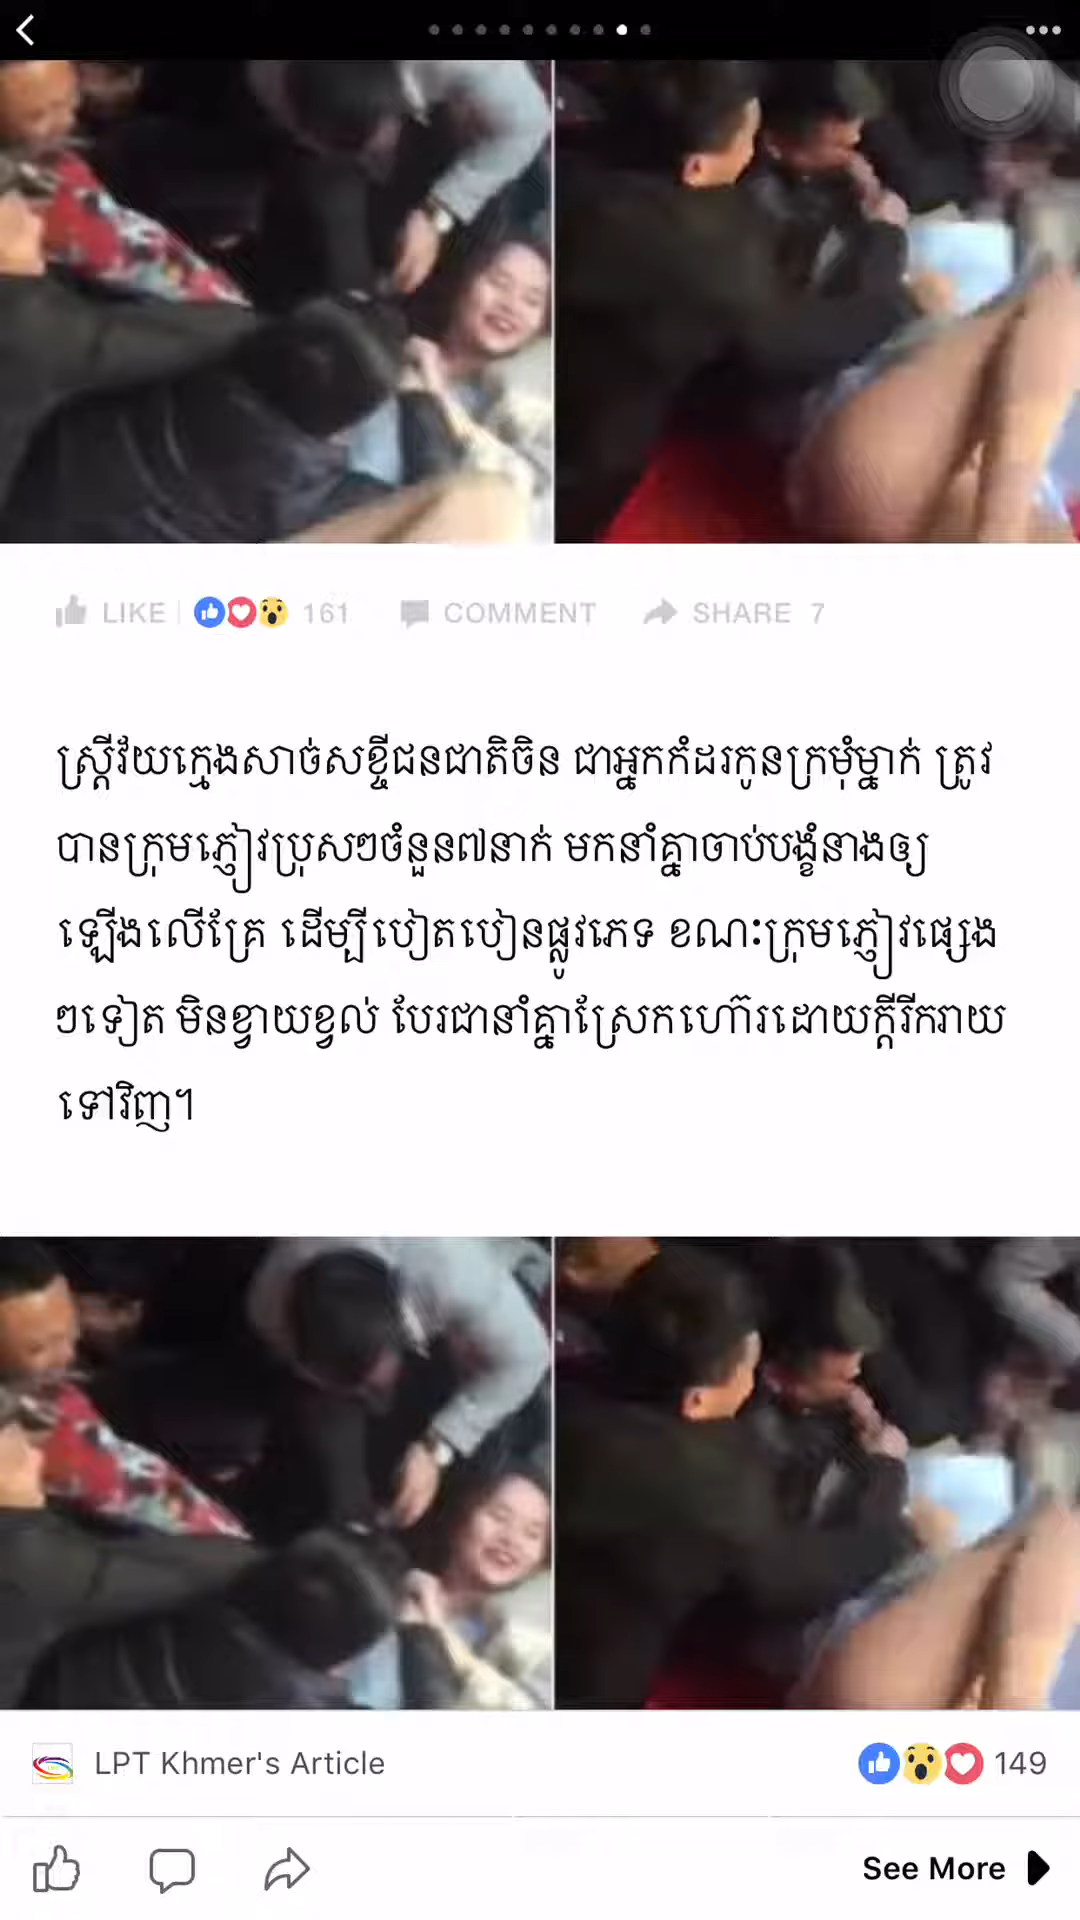 LIKE 161 COMMENT SHARE 7
ស្ត្រីវ័យក្មេងសាច់សខ្ចីជនជាតិចិន ជាអ្នកកំដរកូនក្រមុំម្នាក់ ត្រូវ
បានក្រុមភ្ញៀវប្រុសៗចំនួន៧នាក់ មកនាំគ្នាចាប់បង្ខំនាងឲ្យ
ឡើងលើគ្រែ ដើម្បីបៀតបៀនផ្លូវភេទ ខណៈក្រុមភ្ញៀវផ្សេង
ៗទៀត មិនខ្វាយខ្វល់ បែរជានាំគ្នាស្រែកហ៊ោរដោយក្ដីរីករាយ
ទៅវិញ។
LPT Khmer's Article 149
See More